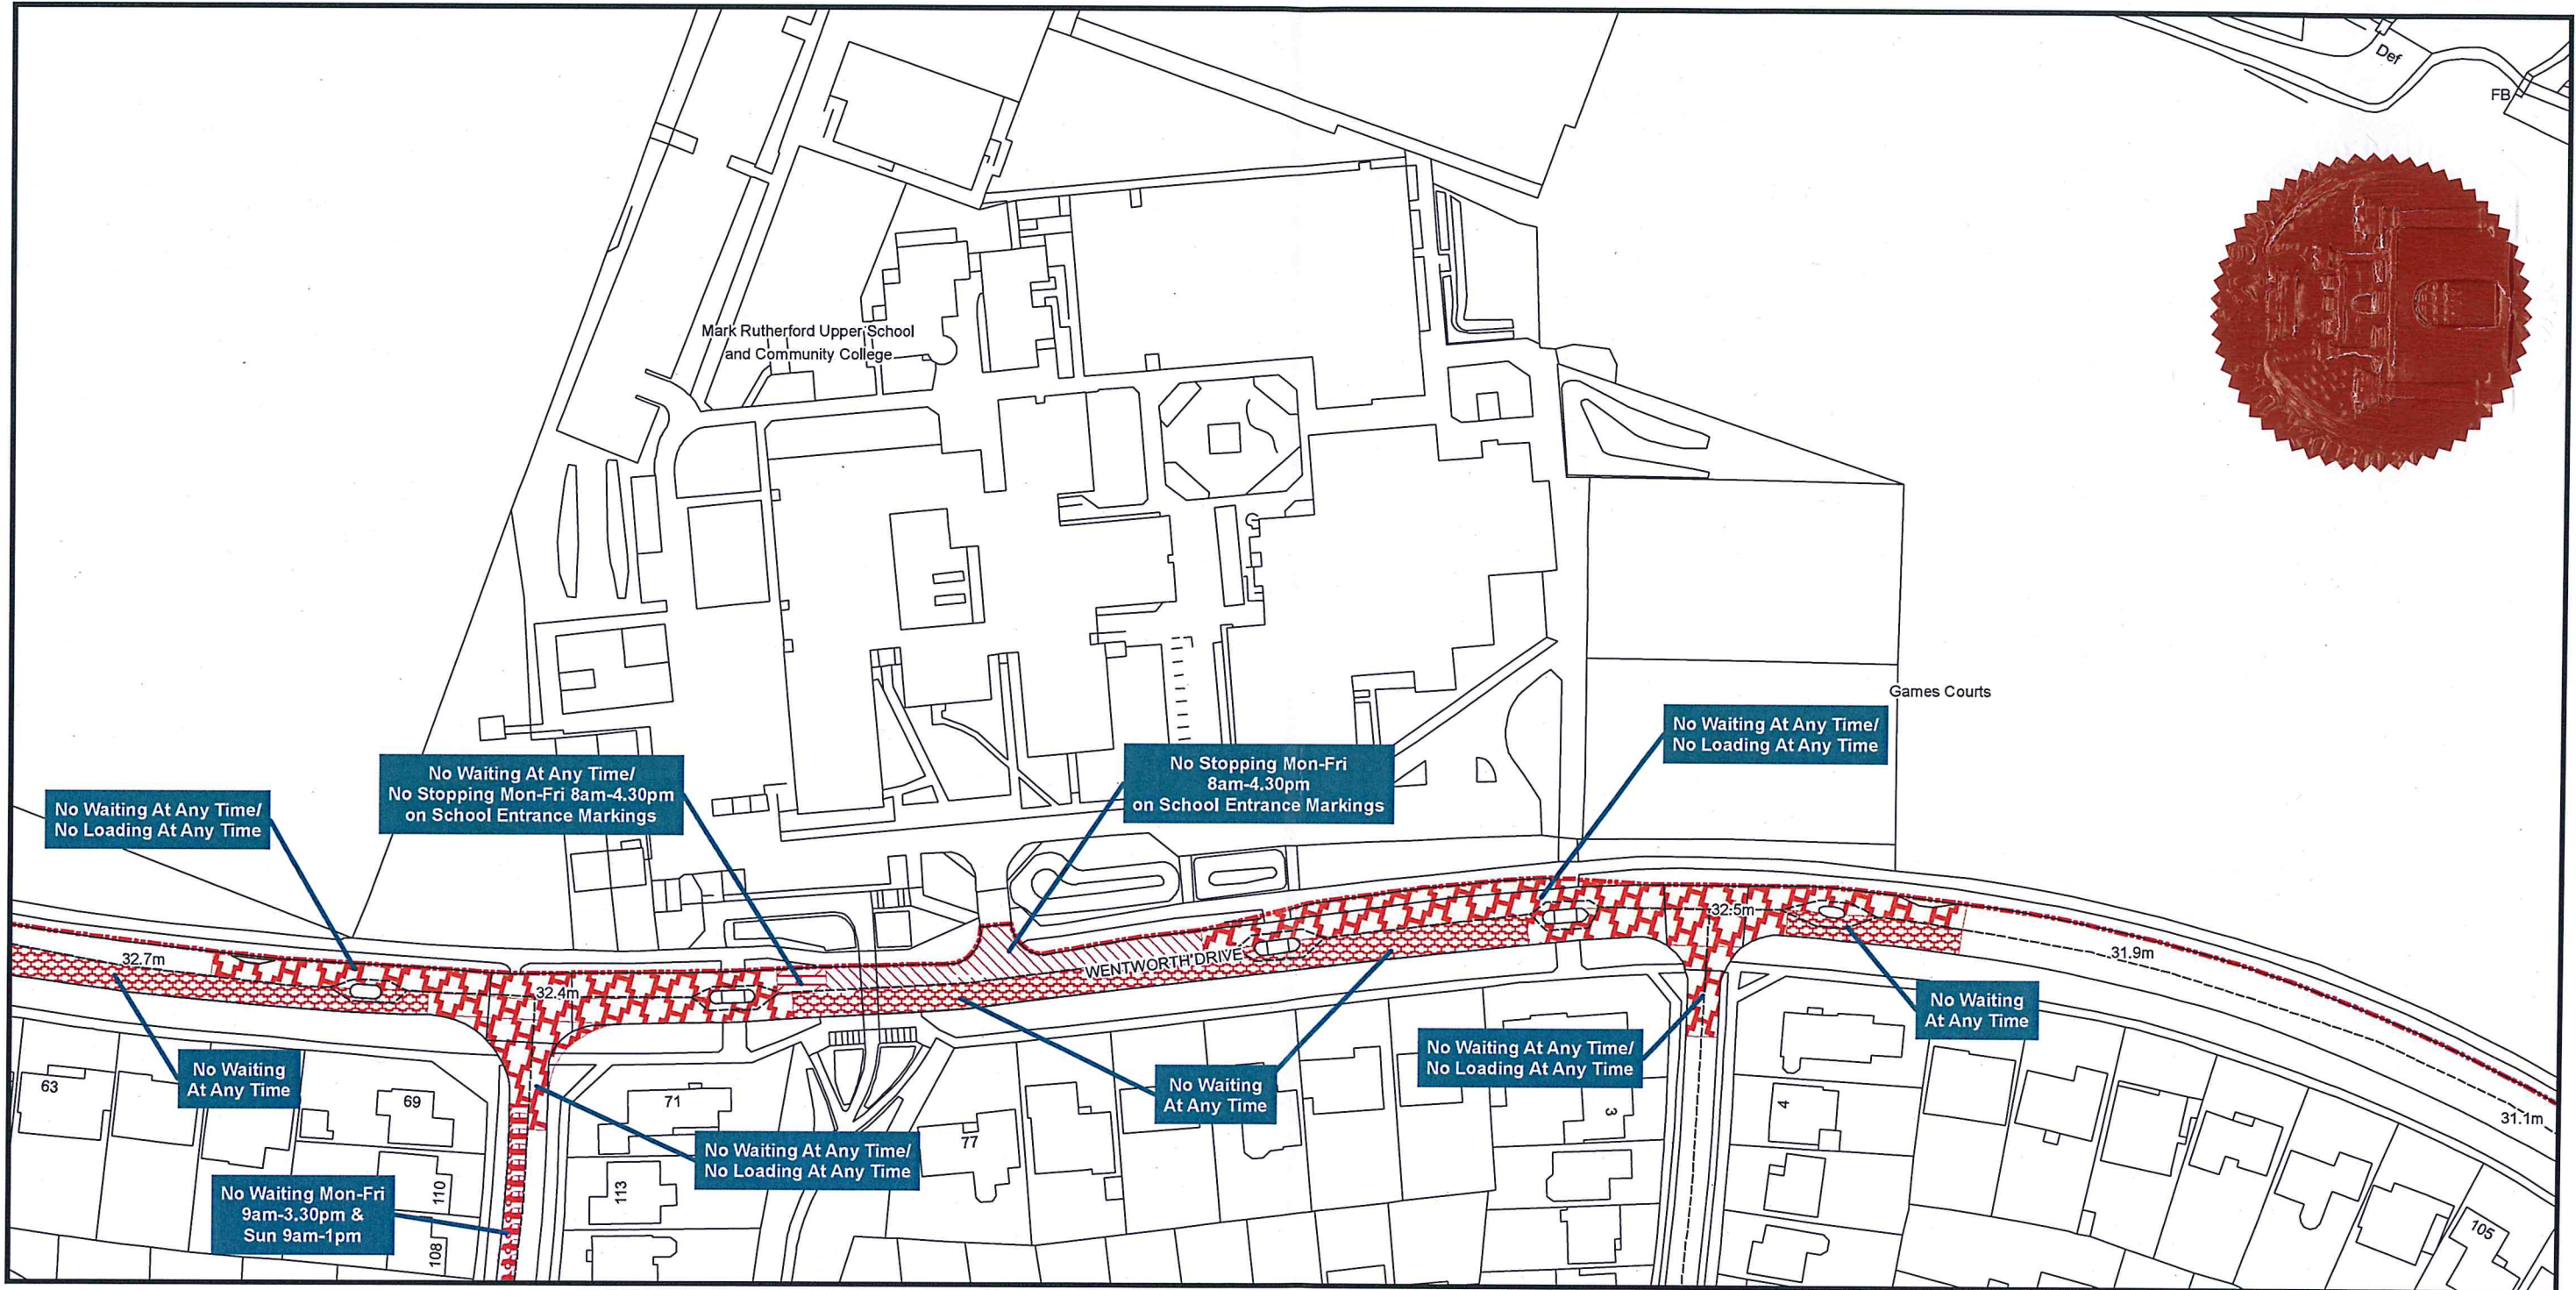 Def
FB
Mark Rutherford Upper School
and Community College
Games Courts
No Waiting At Any Time/
No Loading At Any Time
No Waiting At Any Time/
No Stopping Mon-Fri 8am-4.30pm
on School Entrance Markings
No Stopping Mon-Fri
8am-4.30pm
on School Entrance Markings
No Waiting At Any Time/
No Loading At Any Time
32.7m
32.4m
WENTWORTH DRIVE
32.5m
31.9m
31.1m
No Waiting
At Any Time
No Waiting
At Any Time
No Waiting At Any Time/
No Loading At Any Time
No Waiting
At Any Time
No Waiting At Any Time/
No Loading At Any Time
No Waiting Mon-Fri
9am-3.30pm &
Sun 9am-1pm
63
69
71
77
3
4
110
113
108
105